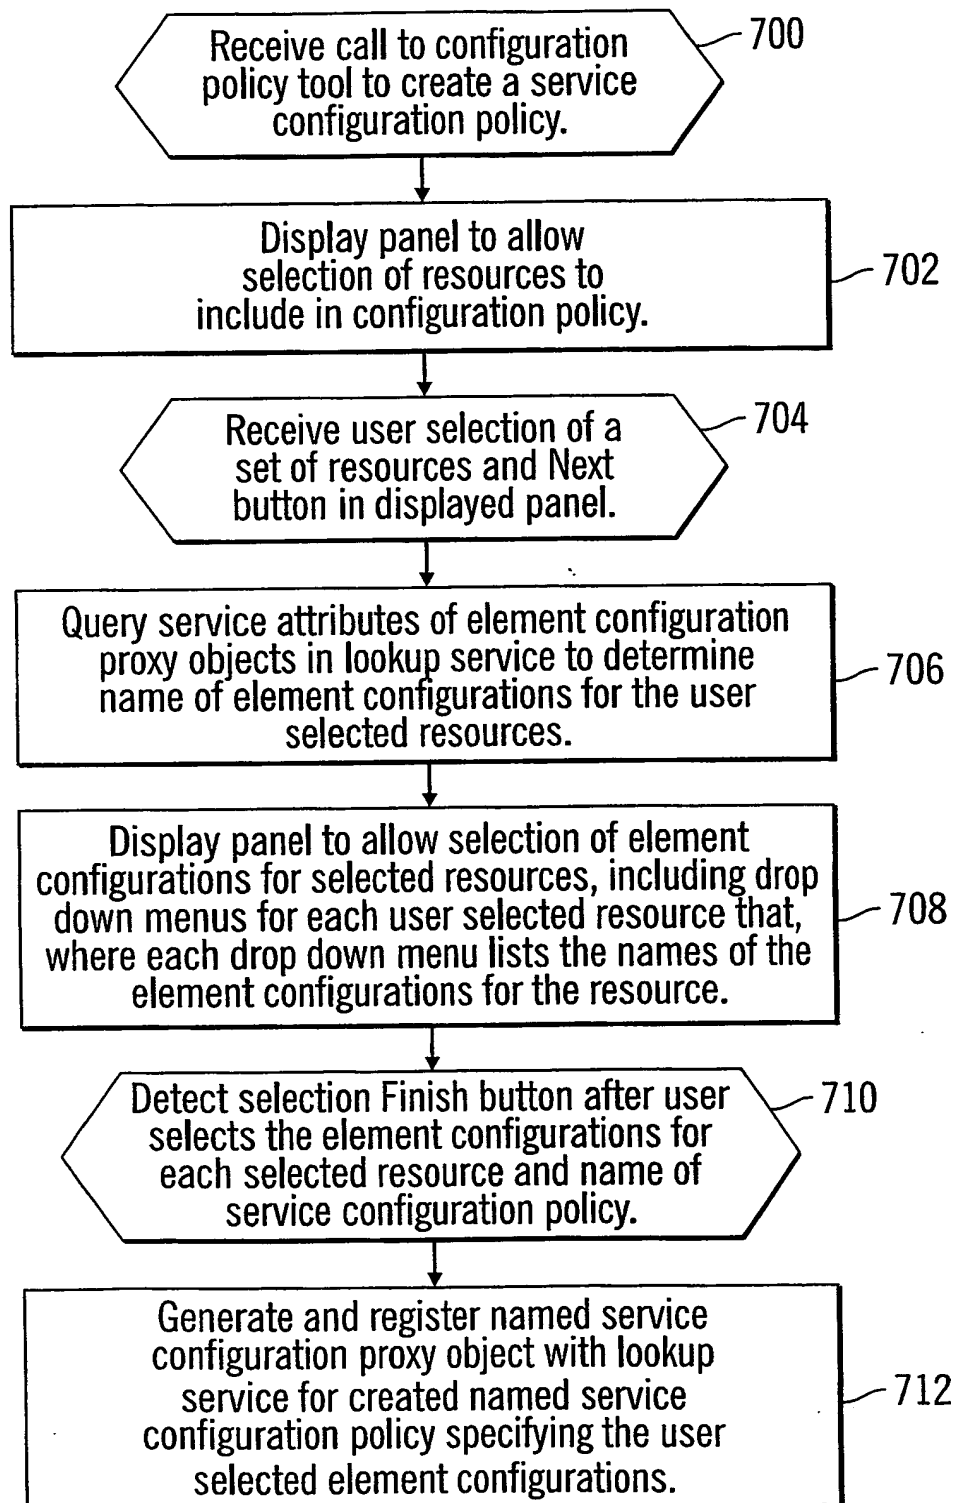 Receive call to configuration
policy tool to create a service
configuration policy.
700
Display panel to allow
selection of resources to
include in configuration policy.
702
Receive user selection of a
set of resources and Next
button in displayed panel.
704
Query service attributes of element configuration
proxy objects in lookup service to determine
name of element configurations for the user
selected resources.
706
Display panel to allow selection of element
configurations for selected resources, including drop
down menus for each user selected resource that,
where each drop down menu lists the names of the
element configurations for the resource.
708
Detect selection Finish button after user
selects the element configurations for
each selected resource and name of
service configuration policy.
710
Generate and register named service
configuration proxy object with lookup
service for created named service
configuration policy specifying the user
selected element configurations.
712